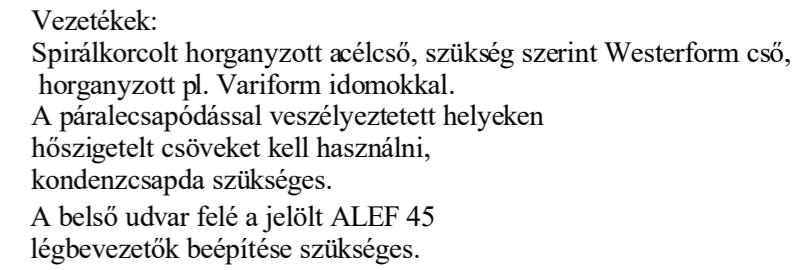 Vezetékek:
Spirálkorcolt horganyzott acélcső, szükség szerint Westerform cső,
horganyzott pl. Variform idomokkal.
A páralecsapódással veszélyeztetett helyeken
hőszigetelt csöveket kell használni,
kondenzcsapda szükséges.
A belső udvar felé a jelölt ALEF 45
légbevezetők beépítése szükséges.